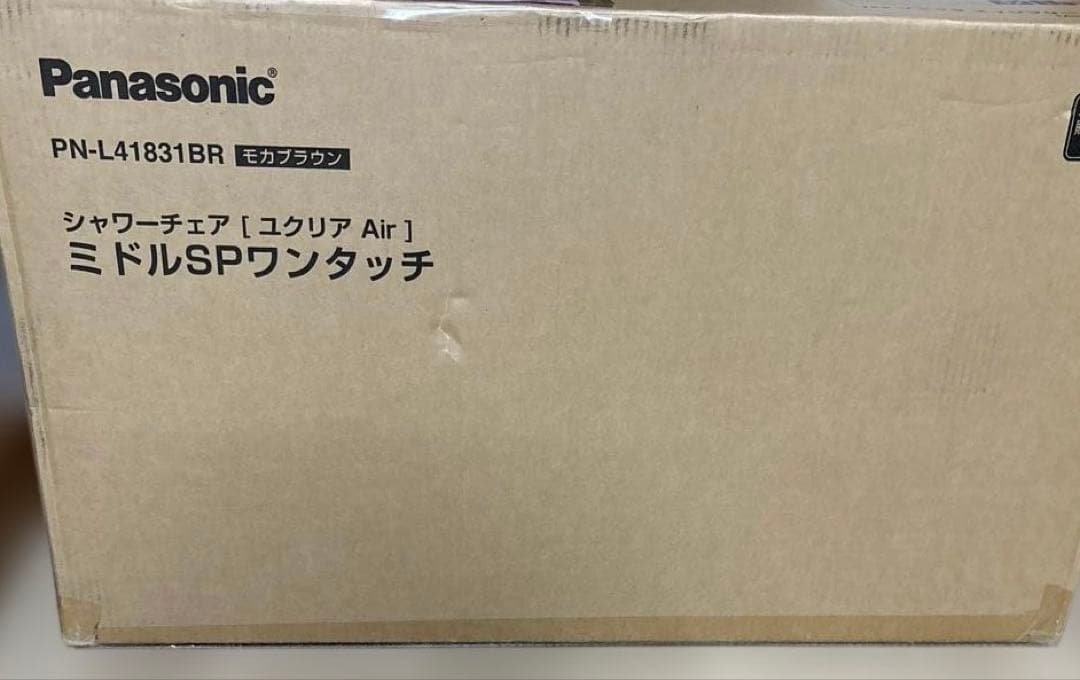 Panasonic®
PN-L41831BR モカブラウン
シャワーチェア [ ユクリア Air ]
ミドルSPワンタッチ